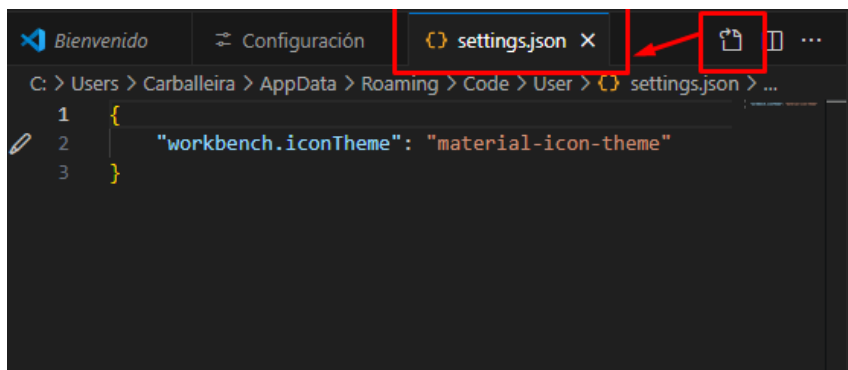 Bienvenido Configuración {} settings.json ×
C: > Users > Carballeira > AppData > Roaming > Code > User > {} settings.json > ...
1 {
2 "workbench.iconTheme": "material-icon-theme"
3 }